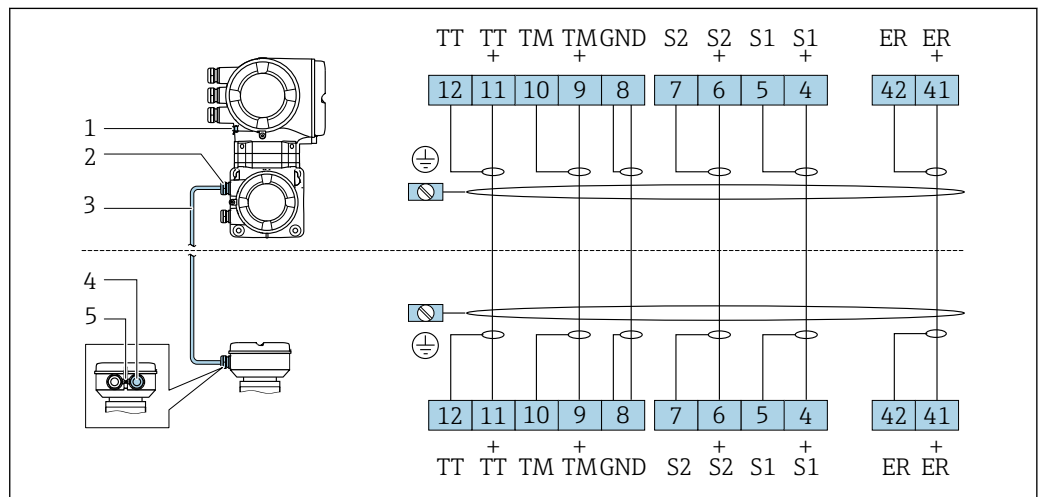 TT TT TM TM GND S2 S2 S1 S1 ER ER
+ + + + +
12 11 10 9 8 7 6 5 4 42 41
1
2
3
4
5
12 11 10 9 8 7 6 5 4 42 41
+ + + + +
TT TT TM TM GND S2 S2 S1 S1 ER ER